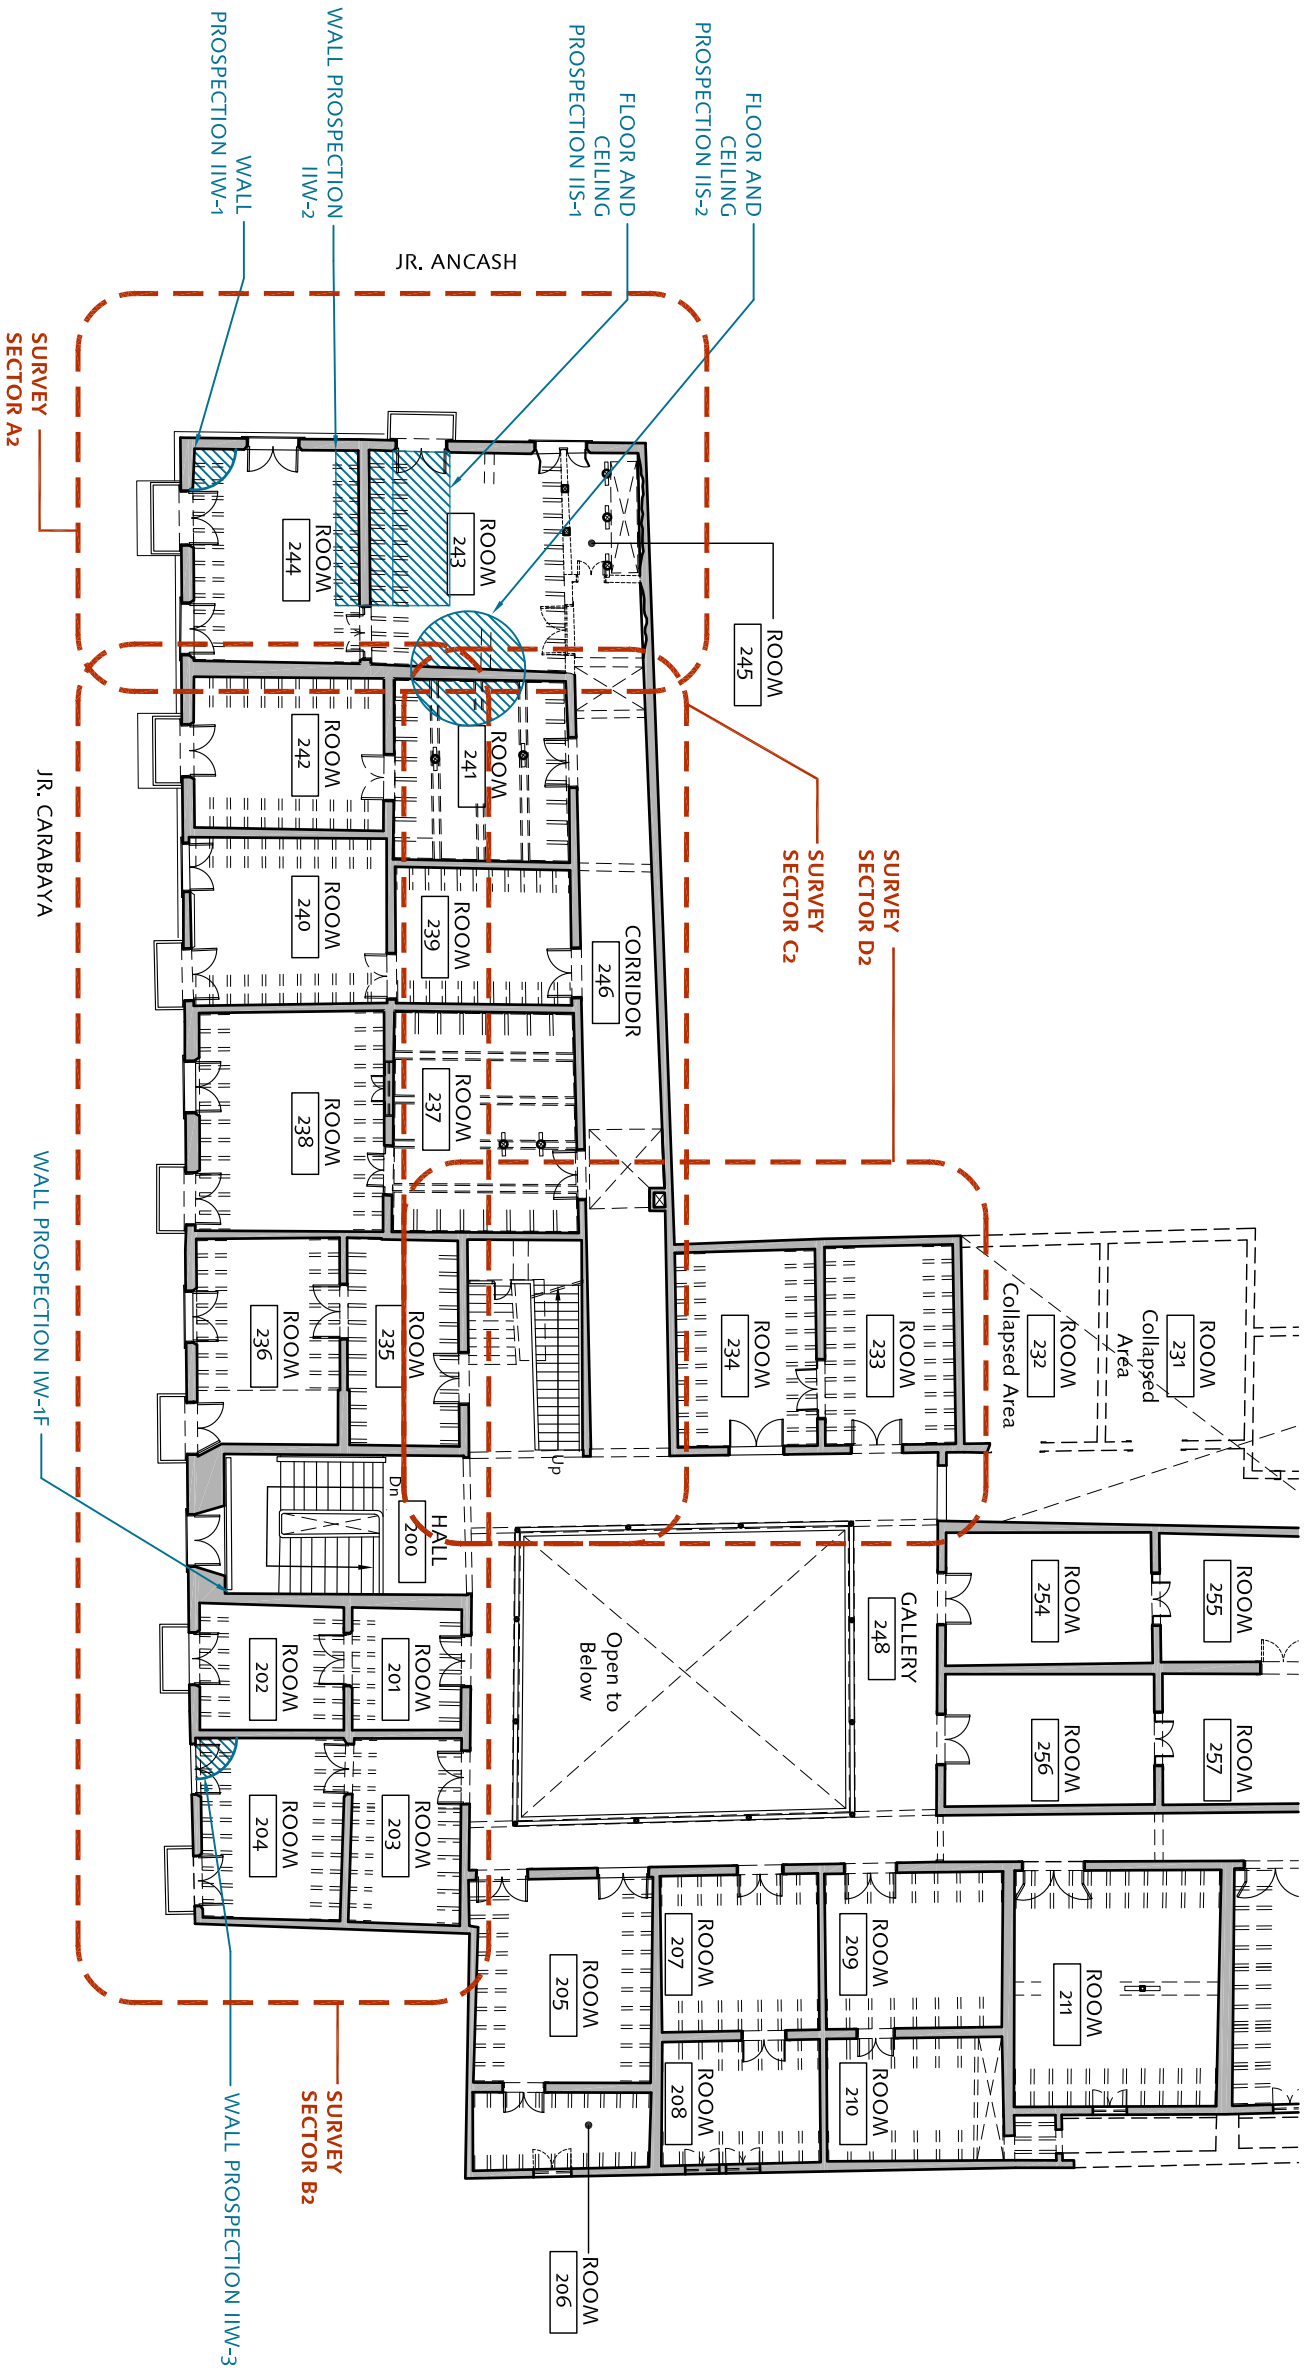 WALL
PROSPECTION IIW-1
WALL PROSPECTION
IIW-2
FLOOR AND
CEILING
PROSPECTION IIS-1
FLOOR AND
CEILING
PROSPECTION IIS-2
JR. ANCASH
SURVEY
SECTOR A2
ROOM
244
ROOM
243
ROOM
245
ROOM
242
ROOM
241
JR. CARABAYA
SURVEY
SECTOR C2
SURVEY
SECTOR D2
ROOM
240
ROOM
239
CORRIDOR
246
ROOM
238
ROOM
237
WALL PROSPECTION IW-1F
ROOM
236
ROOM
235
Up
Dn
HALL
200
ROOM
234
ROOM
233
ROOM
232
Collapsed Area
ROOM
231
Collapsed
Area
ROOM
254
ROOM
255
ROOM
256
ROOM
257
GALLERY
248
Open to
Below
ROOM
202
ROOM
201
ROOM
204
ROOM
203
ROOM
205
ROOM
207
ROOM
209
ROOM
211
ROOM
208
ROOM
210
ROOM
206
SURVEY
SECTOR B2
WALL PROSPECTION IIW-3